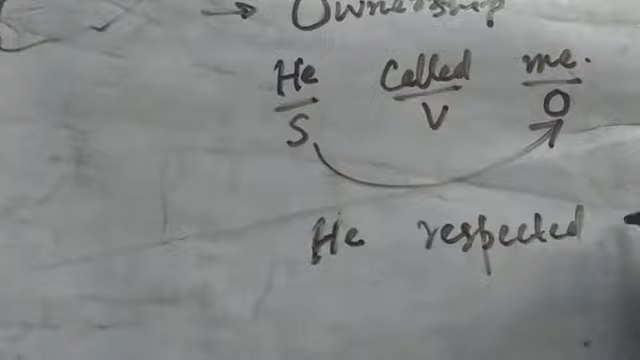 → Ownership
He Called me.
S V O
He respected